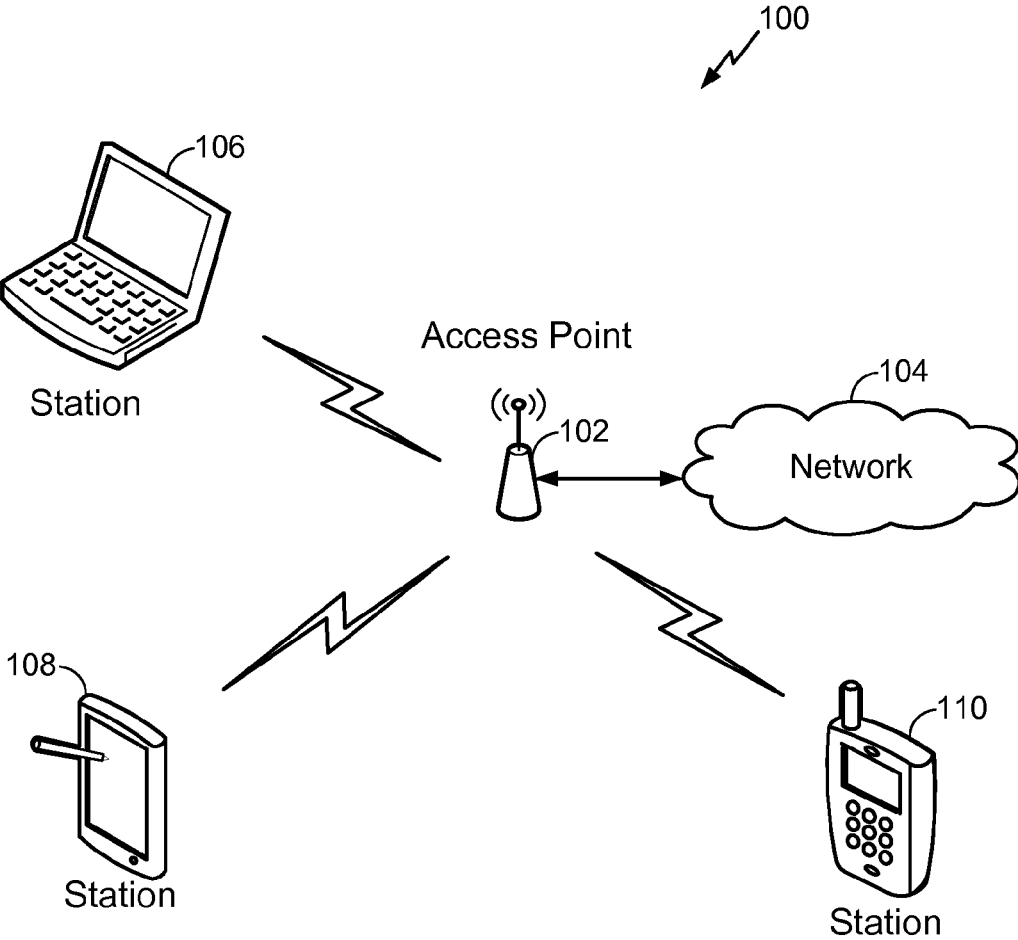 100
106
Access Point
Station
104
102
Network
108
110
Station
Station